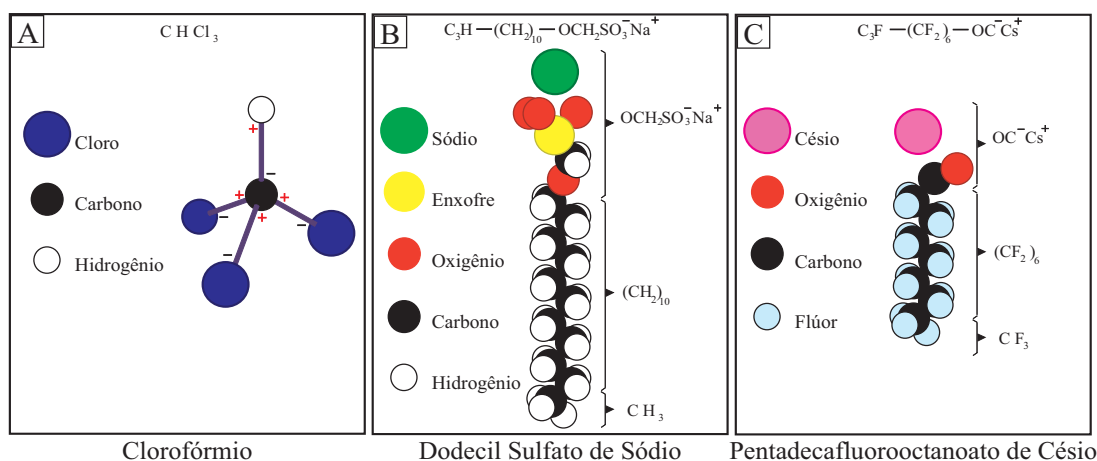 A
C H Cl₃
Cloro
Carbono
Hidrogênio
+
−
+
+
+
−
−
−
Clorofórmio
B
C₃H — (CH₂)₁₀ — OCH₂SO₃⁻Na⁺
Sódio
Enxofre
Oxigênio
Carbono
Hidrogênio
OCH₂SO₃⁻Na⁺
(CH₂)₁₀
C H₃
Dodecil Sulfato de Sódio
C
C₃F — (CF₂)₆ — OC⁻Cs⁺
Césio
Oxigênio
Carbono
Flúor
OC⁻Cs⁺
(CF₂)₆
C F₃
Pentadecafluorooctanoato de Césio